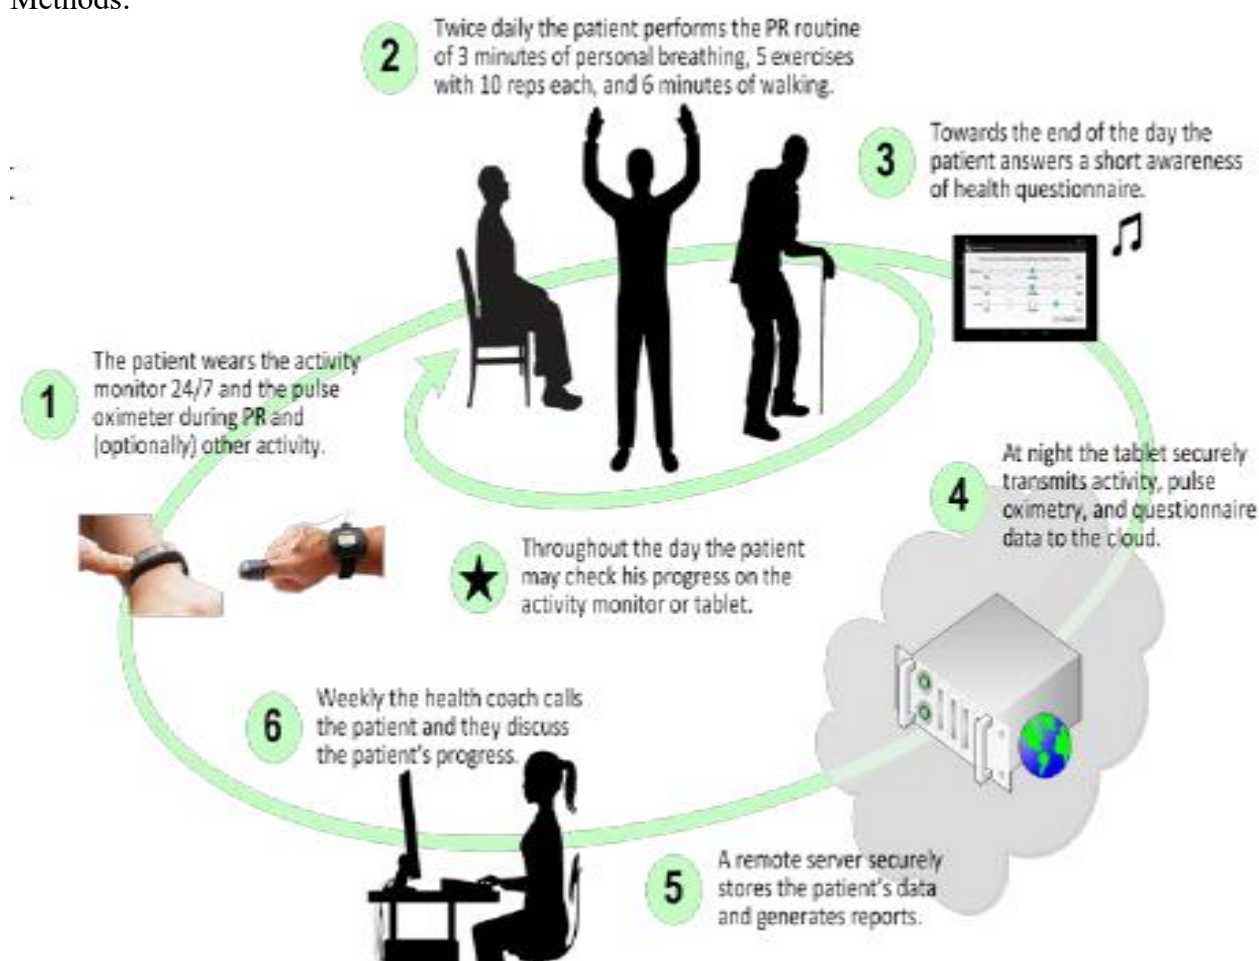 Methods:
2
Twice daily the patient performs the PR routine
of 3 minutes of personal breathing, 5 exercises
with 10 reps each, and 6 minutes of walking.
3
Towards the end of the day the
patient answers a short awareness
of health questionnaire.
1
The patient wears the activity
monitor 24/7 and the pulse
oximeter during PR and
(optionally) other activity.
4
At night the tablet securely
transmits activity, pulse
oximetry, and questionnaire
data to the cloud.
Throughout the day the patient
may check his progress on the
activity monitor or tablet.
6
Weekly the health coach calls
the patient and they discuss
the patient's progress.
5
A remote server securely
stores the patient's data
and generates reports.